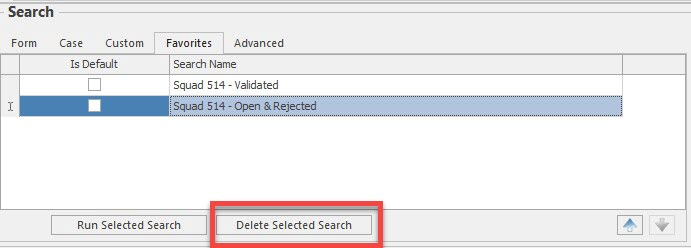 Search
Form Case Custom Favorites Advanced
Is Default Search Name
Squad 514 - Validated
Squad 514 - Open & Rejected
Run Selected Search Delete Selected Search